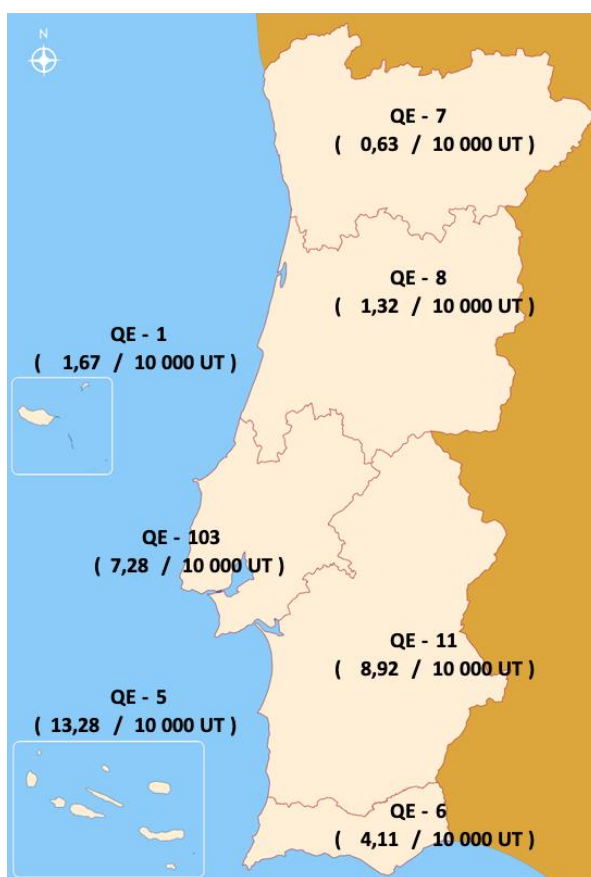 N
QE - 7
( 0,63 / 10 000 UT )
QE - 8
( 1,32 / 10 000 UT )
QE - 1
( 1,67 / 10 000 UT )
QE - 103
( 7,28 / 10 000 UT )
QE - 11
( 8,92 / 10 000 UT )
QE - 5
( 13,28 / 10 000 UT )
QE - 6
( 4,11 / 10 000 UT )